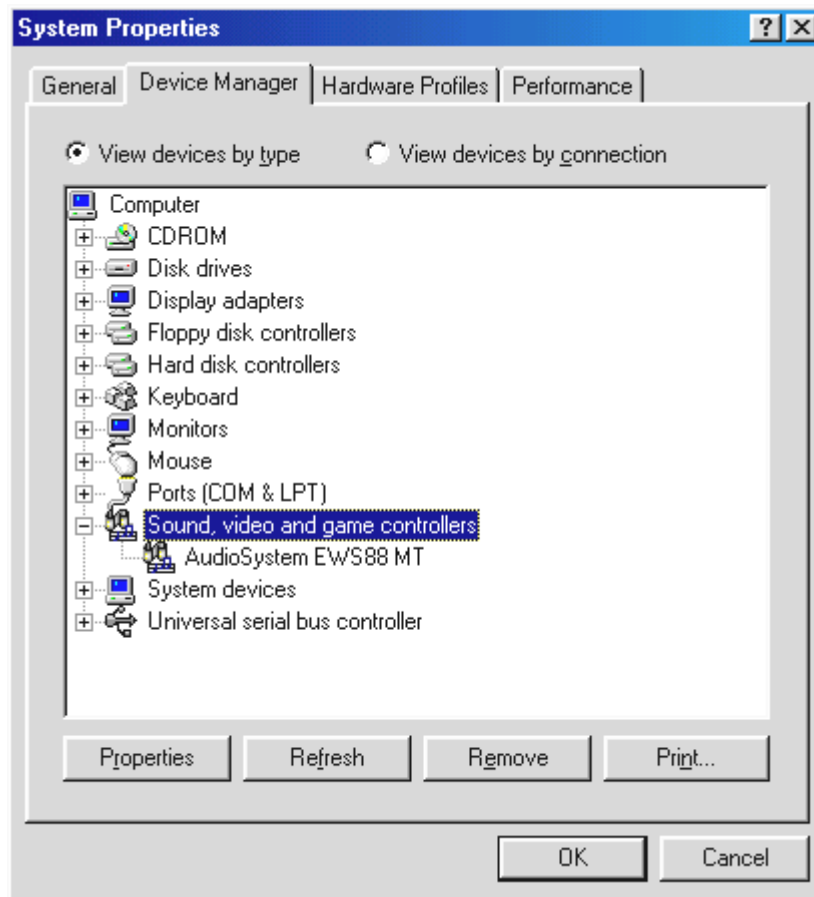 System Properties
General Device Manager Hardware Profiles Performance
View devices by type View devices by connection
Computer
CDROM
Disk drives
Display adapters
Floppy disk controllers
Hard disk controllers
Keyboard
Monitors
Mouse
Ports (COM & LPT)
Sound, video and game controllers
AudioSystem EWS88 MT
System devices
Universal serial bus controller
Properties Refresh Remove Print...
OK Cancel